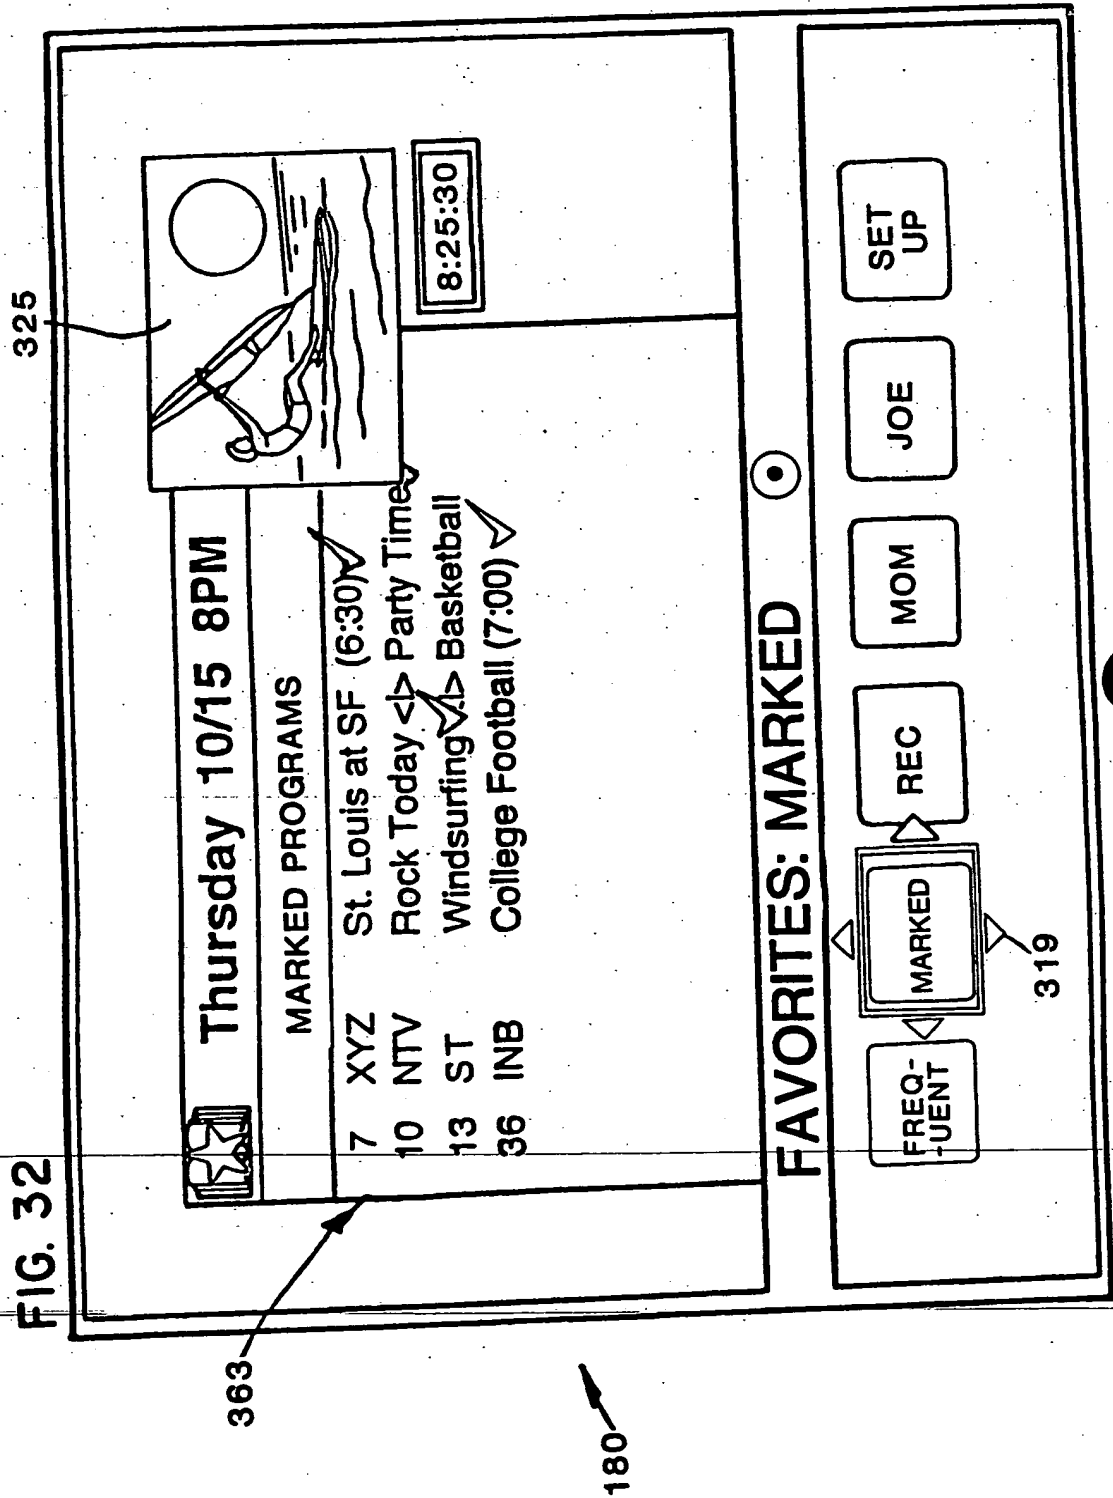 FIG. 32
325
363
180
Thursday 10/15 8PM
MARKED PROGRAMS
7 XYZ St. Louis at SF (6:30)
10 NTV Rock Today <|> Party Time
13 ST Windsurfing <|> Basketball
36 INB College Football (7:00)
8:25:30
FAVORITES: MARKED
FREQ-
-UENT
MARKED
REC
MOM
JOE
SET
UP
319